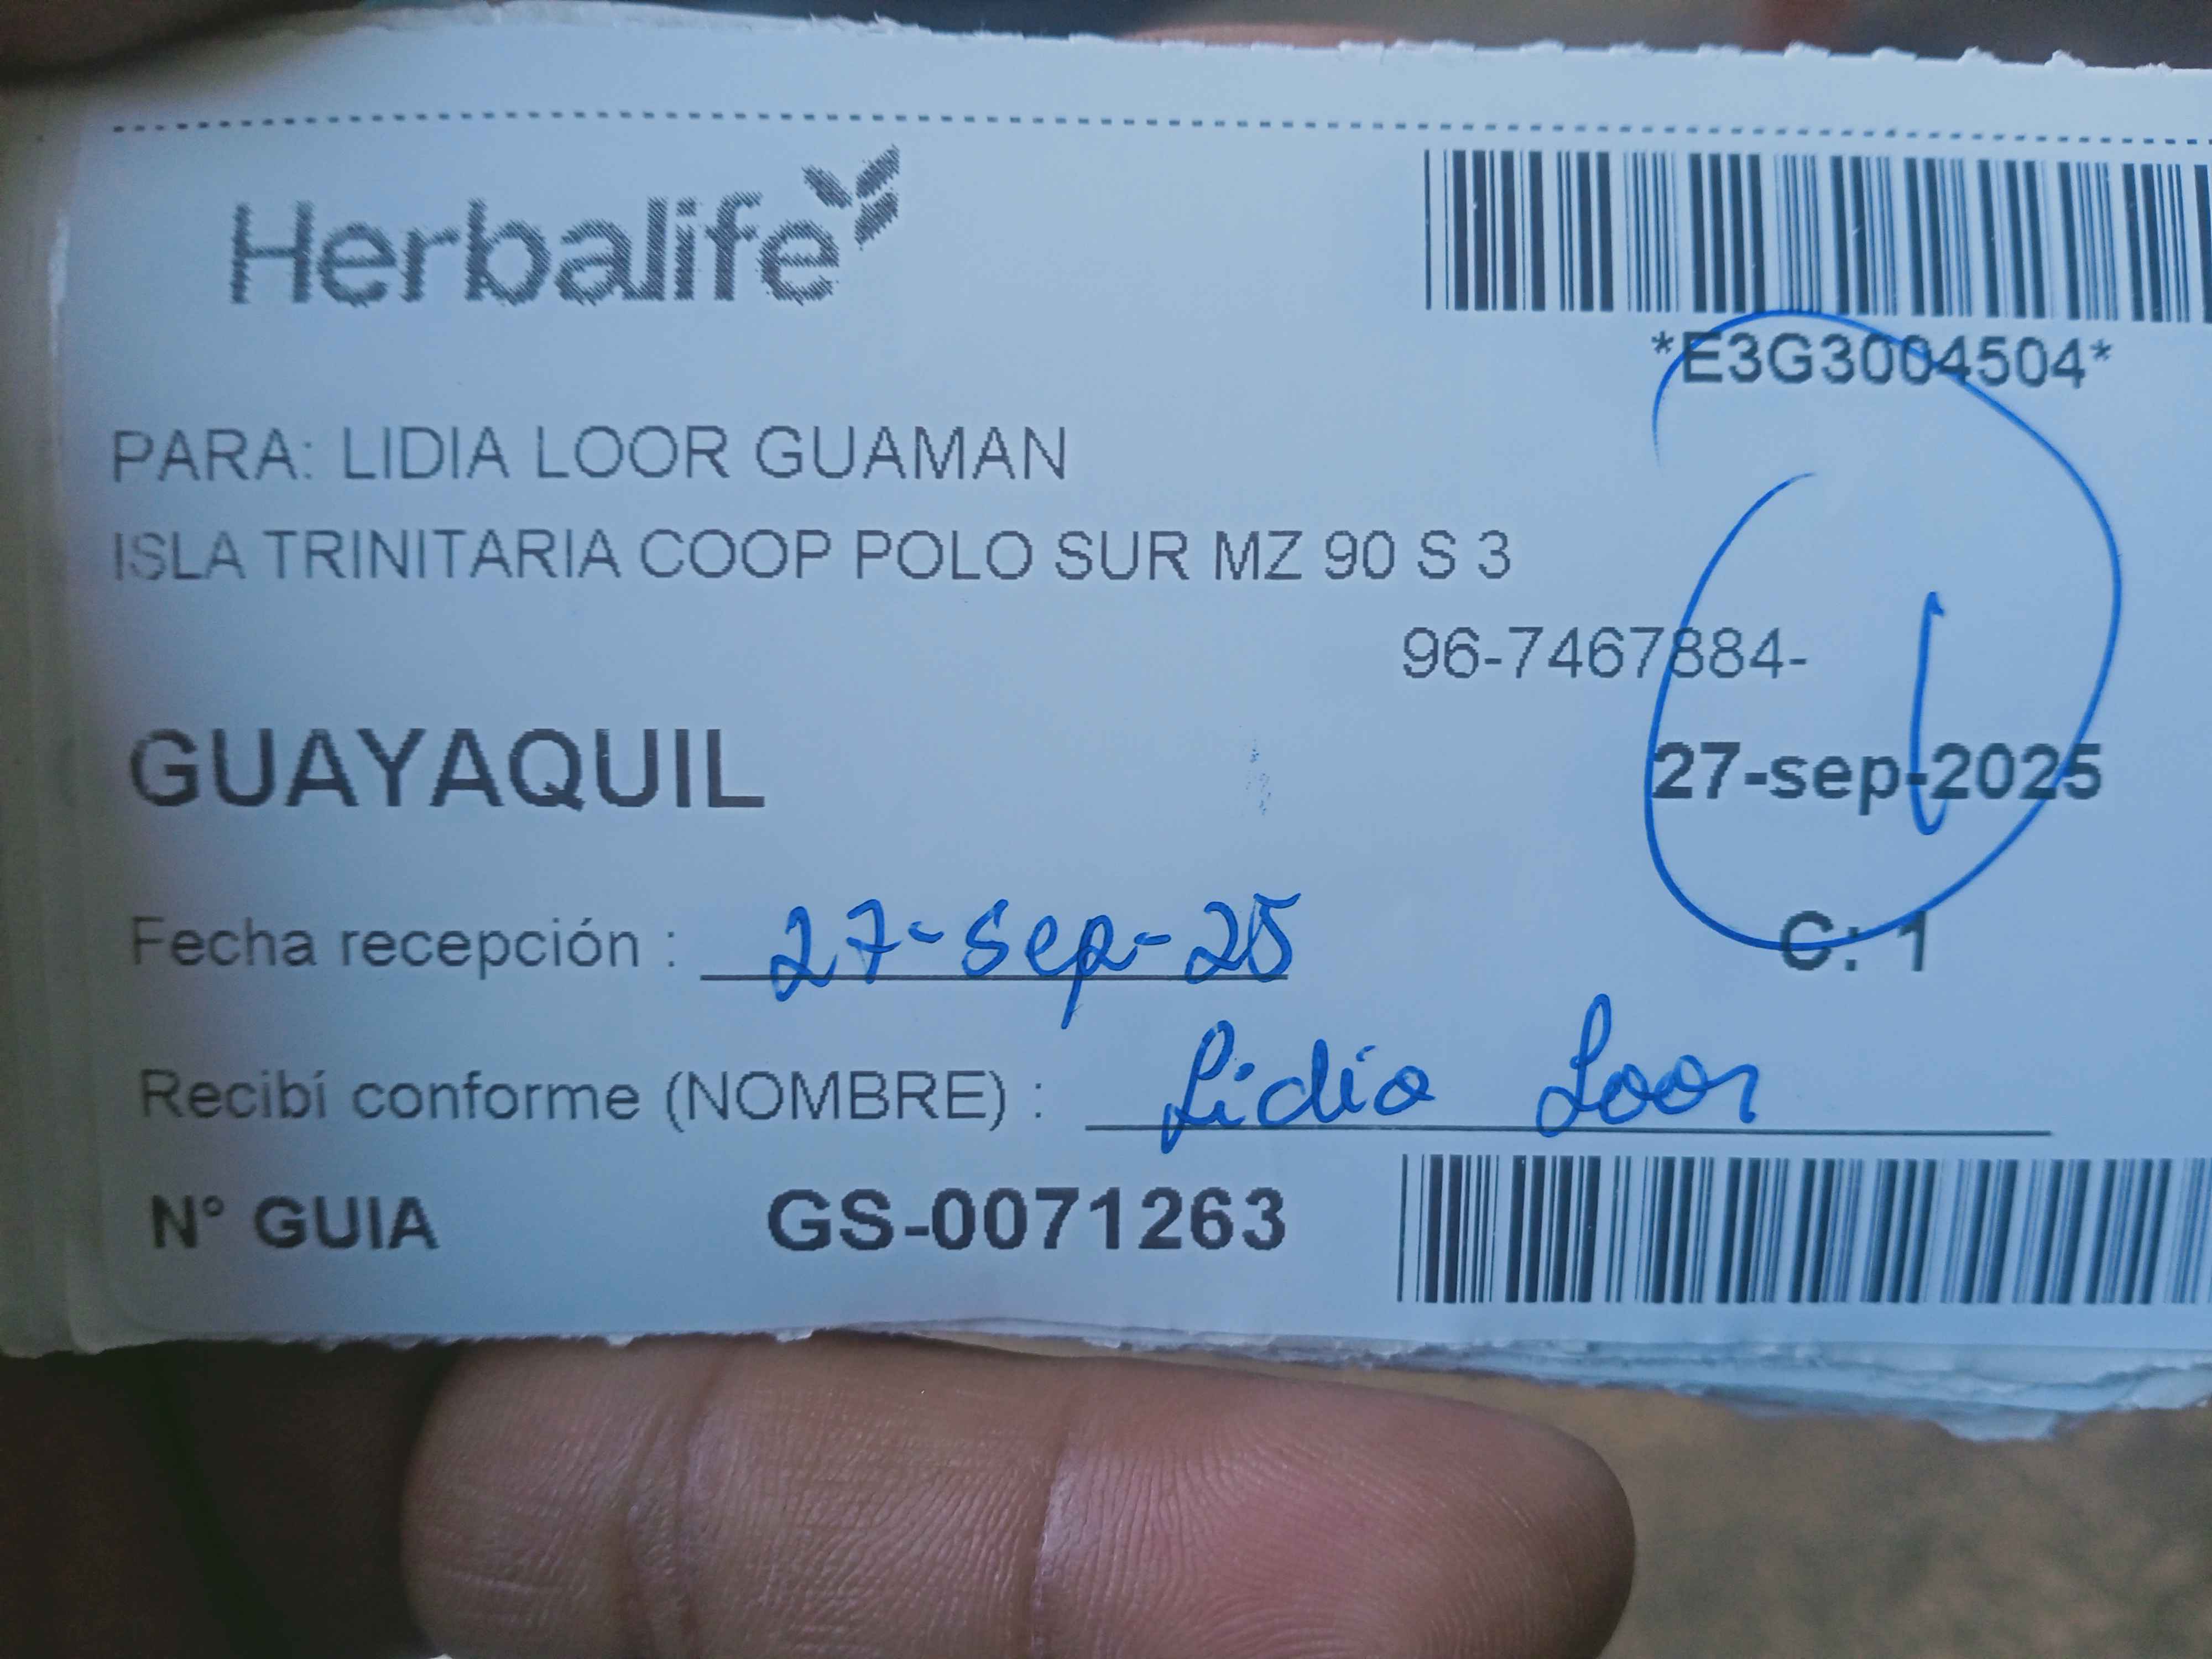 Herbalife
*E3G3004504*
PARA: LIDIA LOOR GUAMAN
ISLA TRINITARIA COOP POLO SUR MZ 90 S 3
96-7467884-
GUAYAQUIL
27-sep-2025
Fecha recepción : 27-sep-25
C: 1
Recibí conforme (NOMBRE) : Lidia Loor
N° GUIA GS-0071263